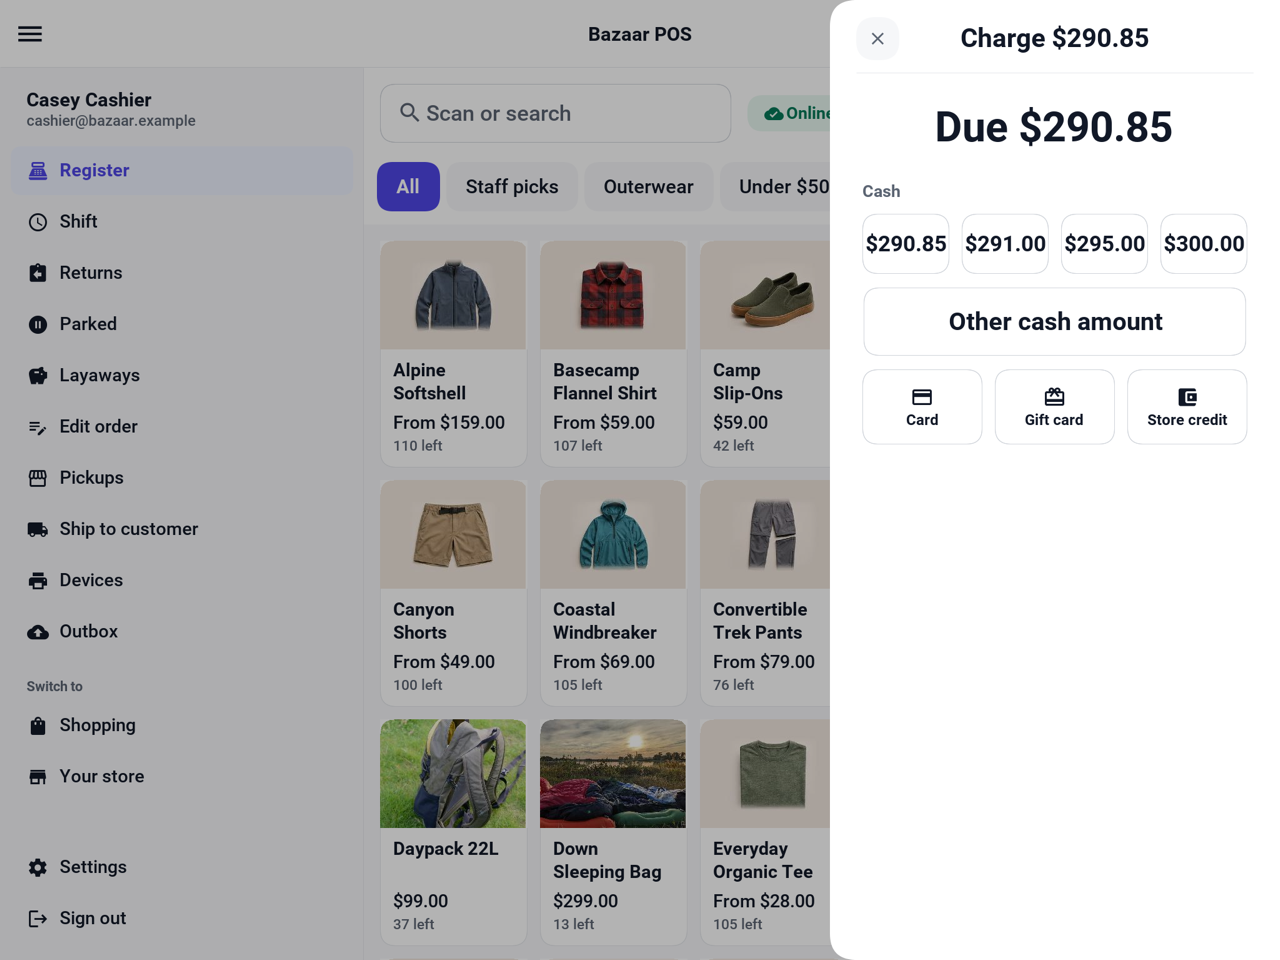 Bazaar POS
Casey Cashier
cashier@bazaar.example
Register
Shift
Returns
Parked
Layaways
Edit order
Pickups
Ship to customer
Devices
Outbox
Switch to
Shopping
Your store
Settings
Sign out
Scan or search
Online
All
Staff picks
Outerwear
Under $50
Alpine
Softshell
From $159.00
110 left
Basecamp
Flannel Shirt
From $59.00
107 left
Camp
Slip-Ons
$59.00
42 left
Canyon
Shorts
From $49.00
100 left
Coastal
Windbreaker
From $69.00
105 left
Convertible
Trek Pants
From $79.00
76 left
Daypack 22L
$99.00
37 left
Down
Sleeping Bag
$299.00
13 left
Everyday
Organic Tee
From $28.00
105 left
Charge $290.85
Due $290.85
Cash
$290.85
$291.00
$295.00
$300.00
Other cash amount
Card
Gift card
Store credit